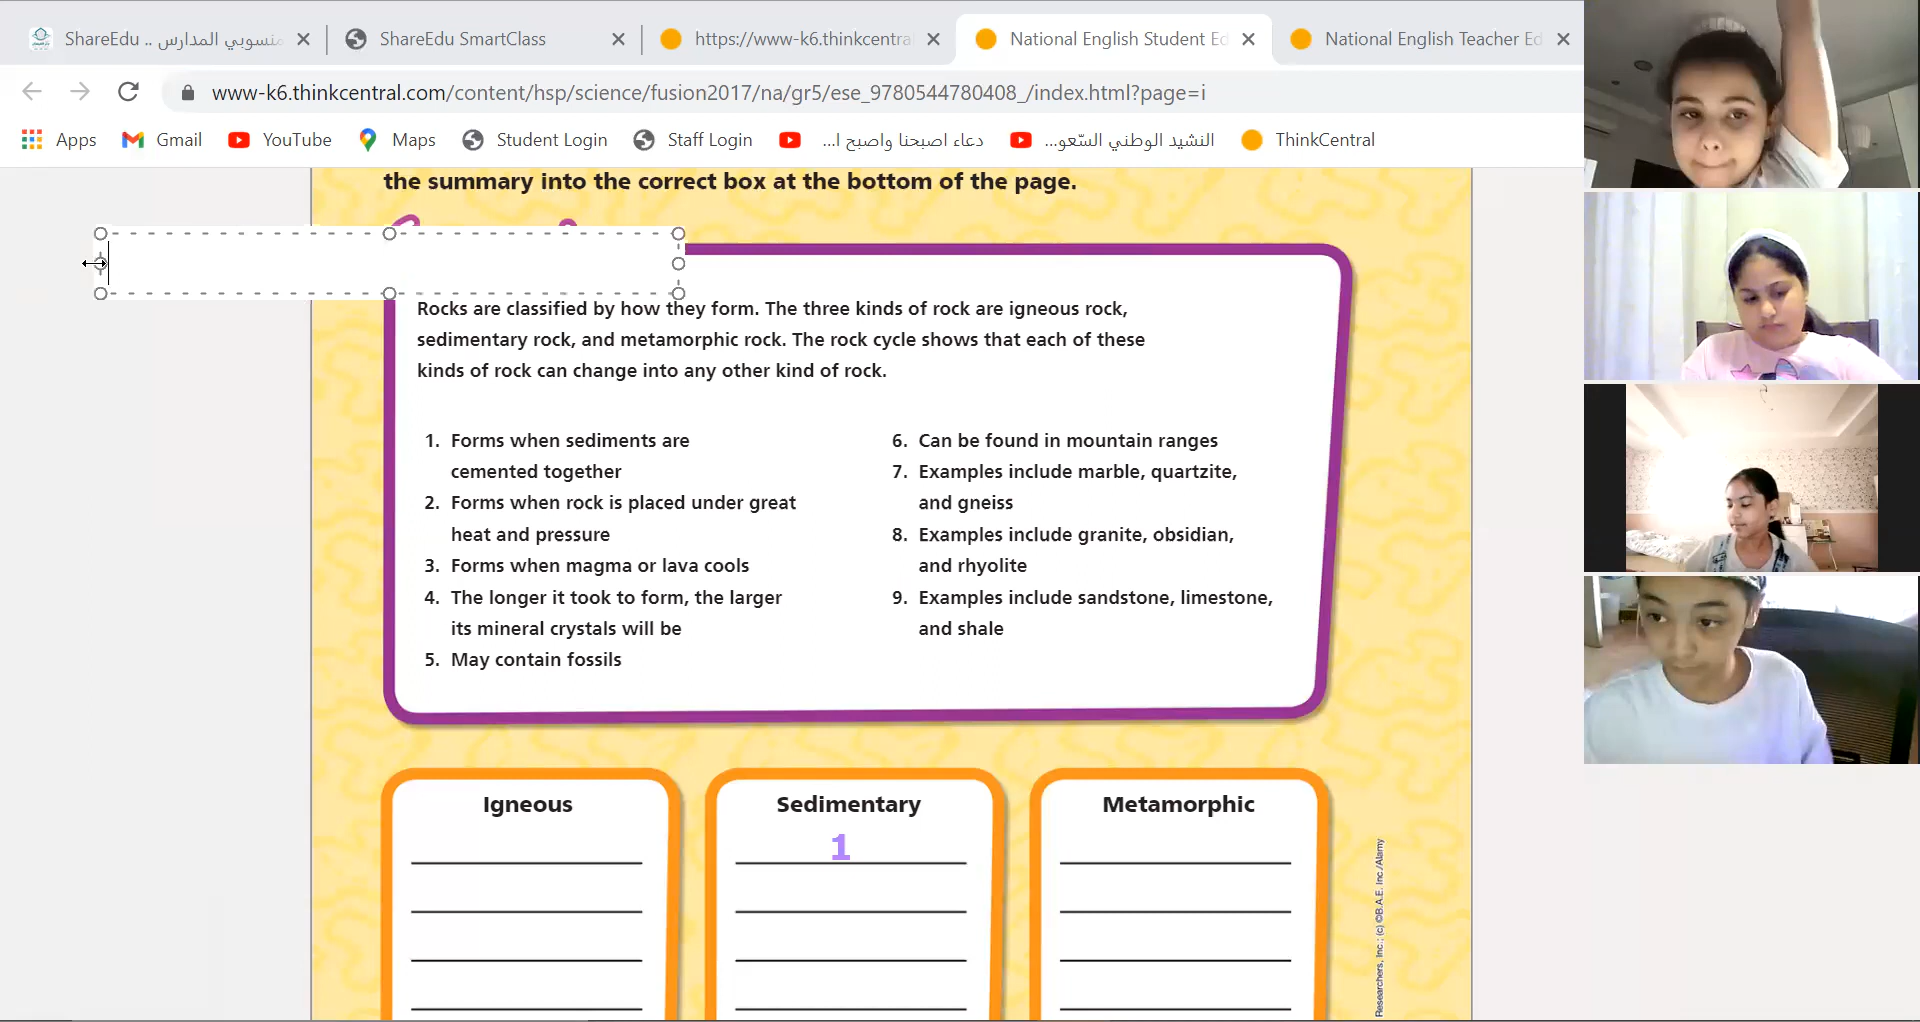 ShareEdu .. منسوبي المدارس
ShareEdu SmartClass
https://www-k6.thinkcentral
National English Student Ed
National English Teacher Ed
www-k6.thinkcentral.com/content/hsp/science/fusion2017/na/gr5/ese_9780544780408_/index.html?page=i
Apps
Gmail
YouTube
Maps
Student Login
Staff Login
دعاء اصبحنا واصبح ا...
النشيد الوطني السّعو...
ThinkCentral
the summary into the correct box at the bottom of the page.
Rocks are classified by how they form. The three kinds of rock are igneous rock,
sedimentary rock, and metamorphic rock. The rock cycle shows that each of these
kinds of rock can change into any other kind of rock.
1. Forms when sediments are
cemented together
2. Forms when rock is placed under great
heat and pressure
3. Forms when magma or lava cools
4. The longer it took to form, the larger
its mineral crystals will be
5. May contain fossils
6. Can be found in mountain ranges
7. Examples include marble, quartzite,
and gneiss
8. Examples include granite, obsidian,
and rhyolite
9. Examples include sandstone, limestone,
and shale
Igneous
Sedimentary
1
Metamorphic
Researchers, Inc.; (c) ©B.A.E. Inc./Alamy